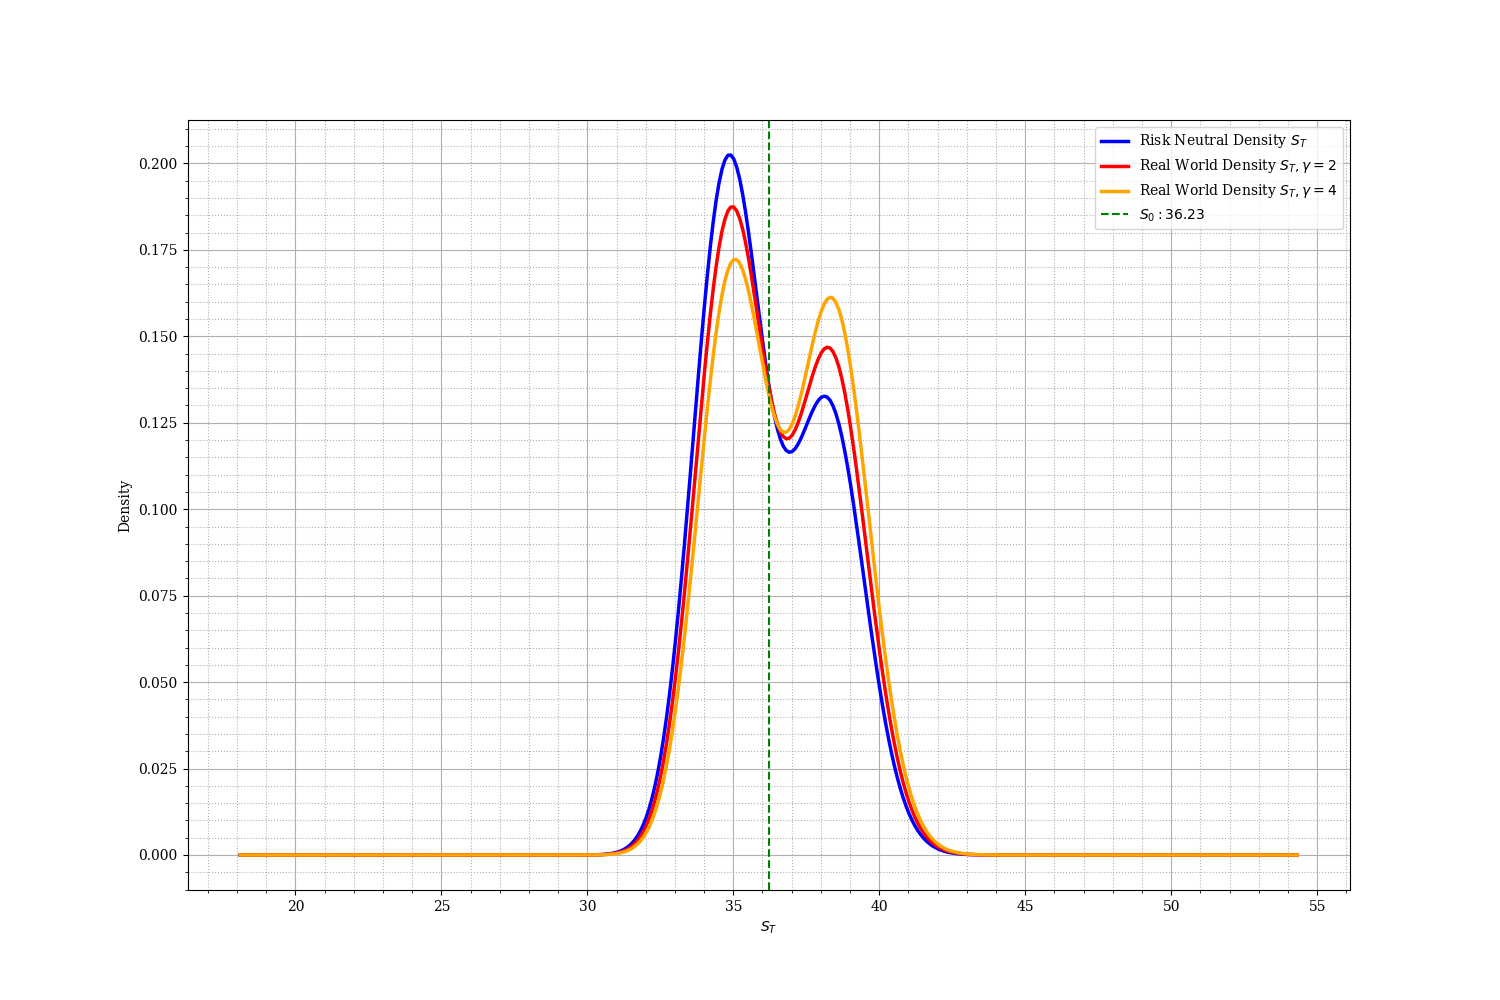 Risk Neutral Density S_T
Real World Density S_T, γ = 2
Real World Density S_T, γ = 4
S_0 : 36.23
0.200
0.175
0.150
0.125
0.100
0.075
0.050
0.025
0.000
Density
20 25 30 35 40 45 50 55
S_T